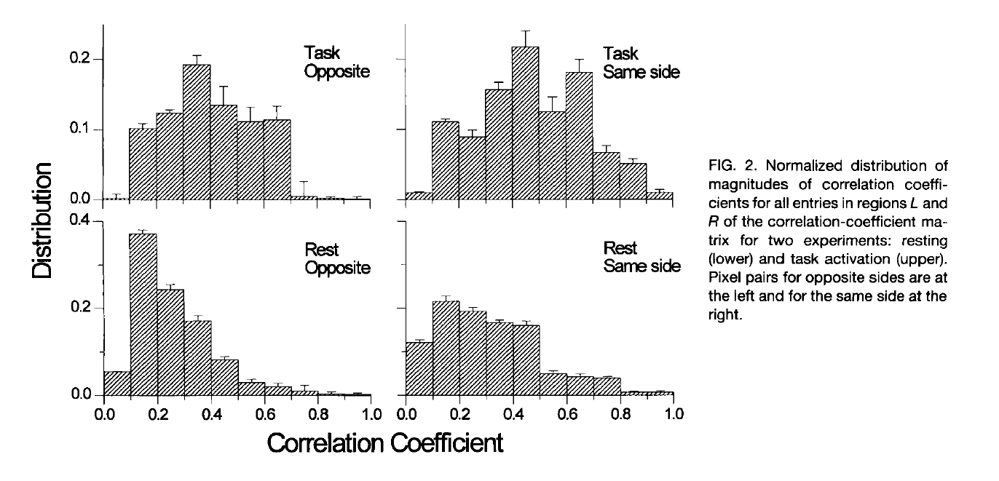 Distribution
0.2
0.1
0.0
Task
Opposite
Task
Same side
0.4
0.2
0.0
Rest
Opposite
Rest
Same side
0.0 0.2 0.4 0.6 0.8 1.0
0.0 0.2 0.4 0.6 0.8 1.0
Correlation Coefficient
FIG. 2. Normalized distribution of
magnitudes of correlation coeffi-
cients for all entries in regions L and
R of the correlation-coefficient ma-
trix for two experiments: resting
(lower) and task activation (upper).
Pixel pairs for opposite sides are at
the left and for the same side at the
right.